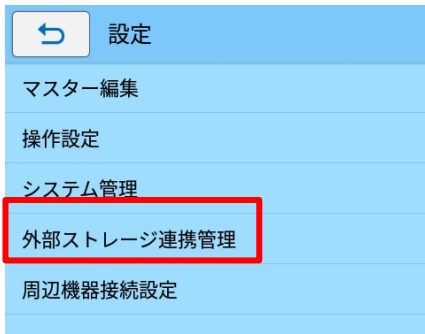 設定
マスター編集
操作設定
システム管理
外部ストレージ連携管理
周辺機器接続設定